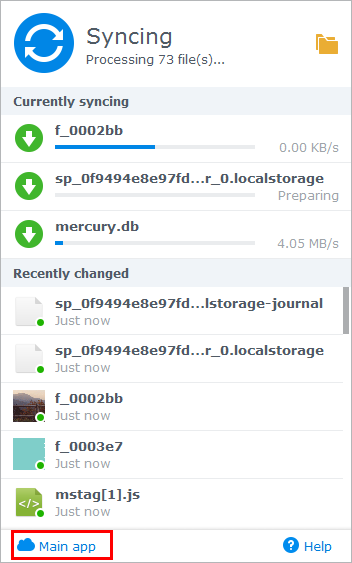 Syncing
Processing 73 file(s)...
Currently syncing
f_0002bb
0.00 KB/s
sp_0f9494e8e97fd...r_0.localstorage
Preparing
mercury.db
4.05 MB/s
Recently changed
sp_0f9494e8e97fd...lstorage-journal
Just now
sp_0f9494e8e97fd...r_0.localstorage
Just now
f_0002bb
Just now
f_0003e7
Just now
</>
mstag[1].js
Just now
Main app
? Help